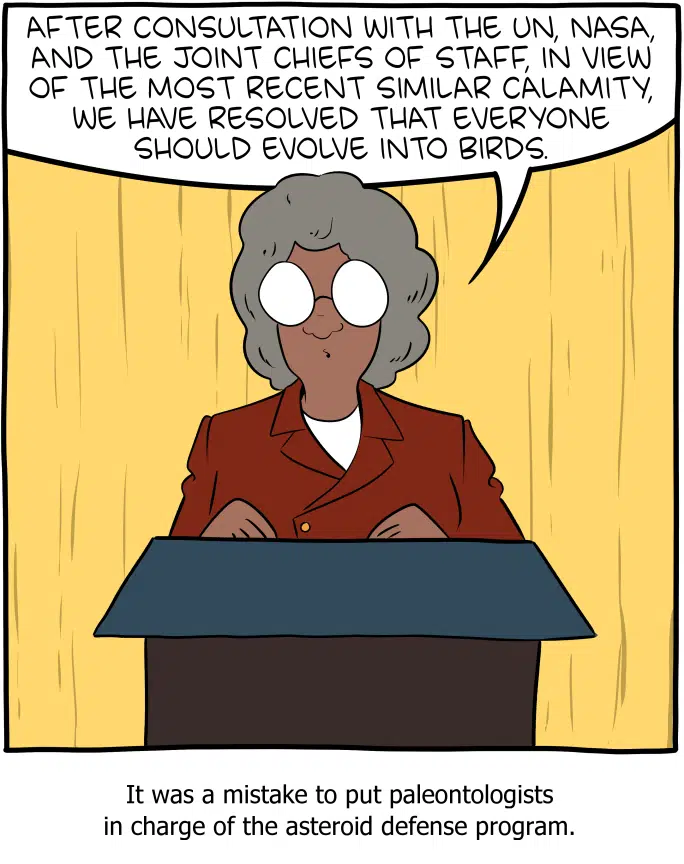 AFTER CONSULTATION WITH THE UN, NASA,
AND THE JOINT CHIEFS OF STAFF, IN VIEW
OF THE MOST RECENT SIMILAR CALAMITY,
WE HAVE RESOLVED THAT EVERYONE
SHOULD EVOLVE INTO BIRDS.
It was a mistake to put paleontologists
in charge of the asteroid defense program.